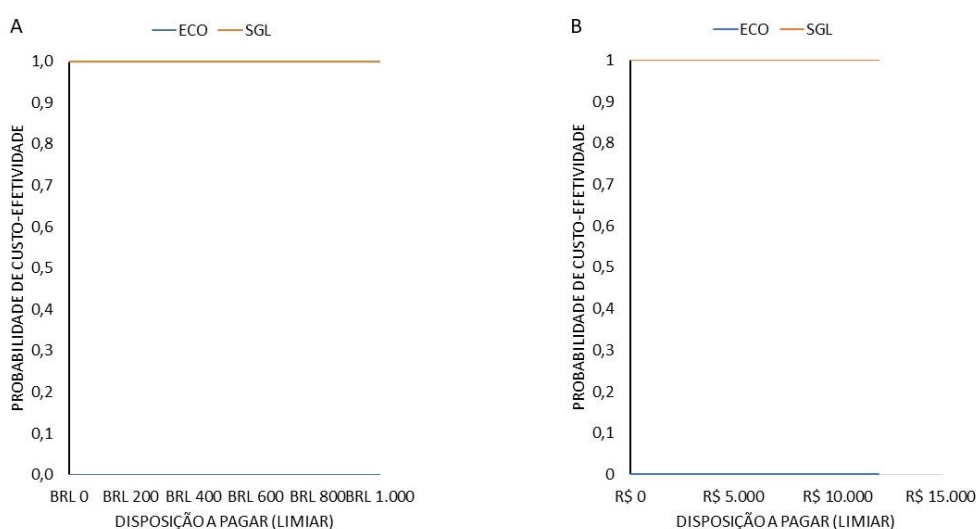 A
ECO SGL
PROBABILIDADE DE CUSTO-EFETIVIDADE
1,0
0,9
0,8
0,7
0,6
0,5
0,4
0,3
0,2
0,1
0,0
BRL 0 BRL 200 BRL 400 BRL 600 BRL 800 BRL 1.000
DISPOSIÇÃO A PAGAR (LIMIAR)
B
ECO SGL
PROBABILIDADE DE CUSTO-EFETIVIDADE
1
0,9
0,8
0,7
0,6
0,5
0,4
0,3
0,2
0,1
0
R$ 0 R$ 5.000 R$ 10.000 R$ 15.000
DISPOSIÇÃO A PAGAR (LIMIAR)